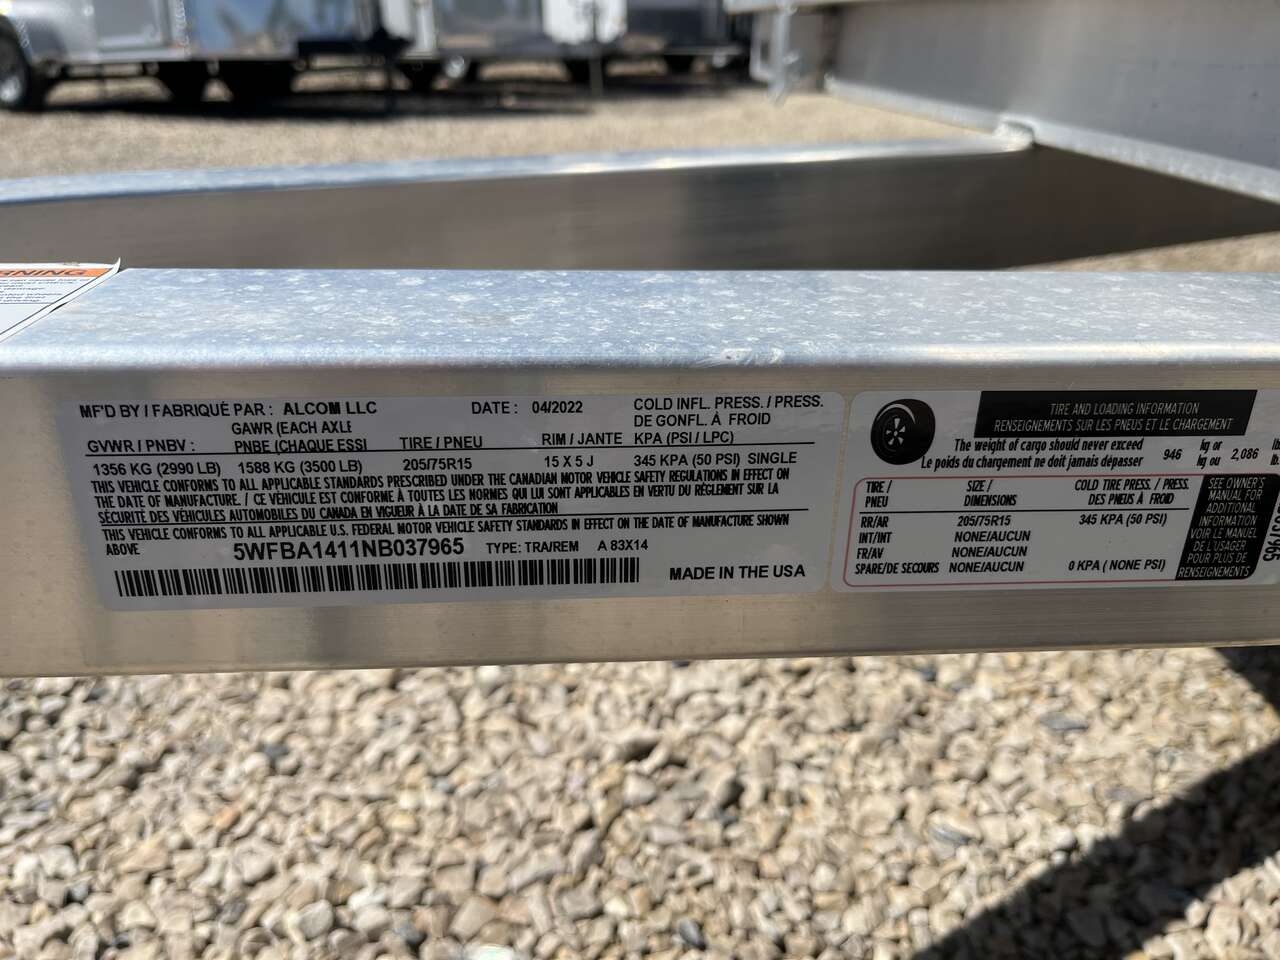 RNING
MF'D BY / FABRIQUÉ PAR : ALCOM LLC DATE : 04/2022 COLD INFL. PRESS. / PRESS.
GAWR (EACH AXLE DE GONFL. À FROID
GVWR / PNBV : PNBE (CHAQUE ESSI TIRE / PNEU RIM / JANTE KPA (PSI / LPC)
1356 KG (2990 LB) 1588 KG (3500 LB) 205/75R15 15 X 5 J 345 KPA (50 PSI) SINGLE
THIS VEHICLE CONFORMS TO ALL APPLICABLE STANDARDS PRESCRIBED UNDER THE CANADIAN MOTOR VEHICLE SAFETY REGULATIONS IN EFFECT ON
THE DATE OF MANUFACTURE. / CE VÉHICULE EST CONFORME À TOUTES LES NORMES QUI LUI SONT APPLICABLES EN VERTU DU RÈGLEMENT SUR LA
SÉCURITÉ DES VÉHICULES AUTOMOBILES DU CANADA EN VIGUEUR À LA DATE DE SA FABRICATION
THIS VEHICLE CONFORMS TO ALL APPLICABLE U.S. FEDERAL MOTOR VEHICLE SAFETY STANDARDS IN EFFECT ON THE DATE OF MANUFACTURE SHOWN
ABOVE 5WFBA1411NB037965 TYPE: TRA/REM A 83X14
MADE IN THE USA
TIRE AND LOADING INFORMATION
RENSEIGNEMENTS SUR LES PNEUS ET LE CHARGEMENT
The weight of cargo should never exceed 946 kg or 2,086 lb
Le poids du chargement ne doit jamais dépasser kg ou lb
TIRE / SIZE / COLD TIRE PRESS. / PRESS.
PNEU DIMENSIONS DES PNEUS À FROID
RR/AR 205/75R15 345 KPA (50 PSI)
INT/INT NONE/AUCUN
FR/AV NONE/AUCUN
SPARE/DE SECOURS NONE/AUCUN 0 KPA ( NONE PSI)
SEE OWNER'S
MANUAL FOR
ADDITIONAL
INFORMATION
VOIR LE MANUEL
DE L'USAGER
POUR PLUS DE
RENSEIGNEMENTS